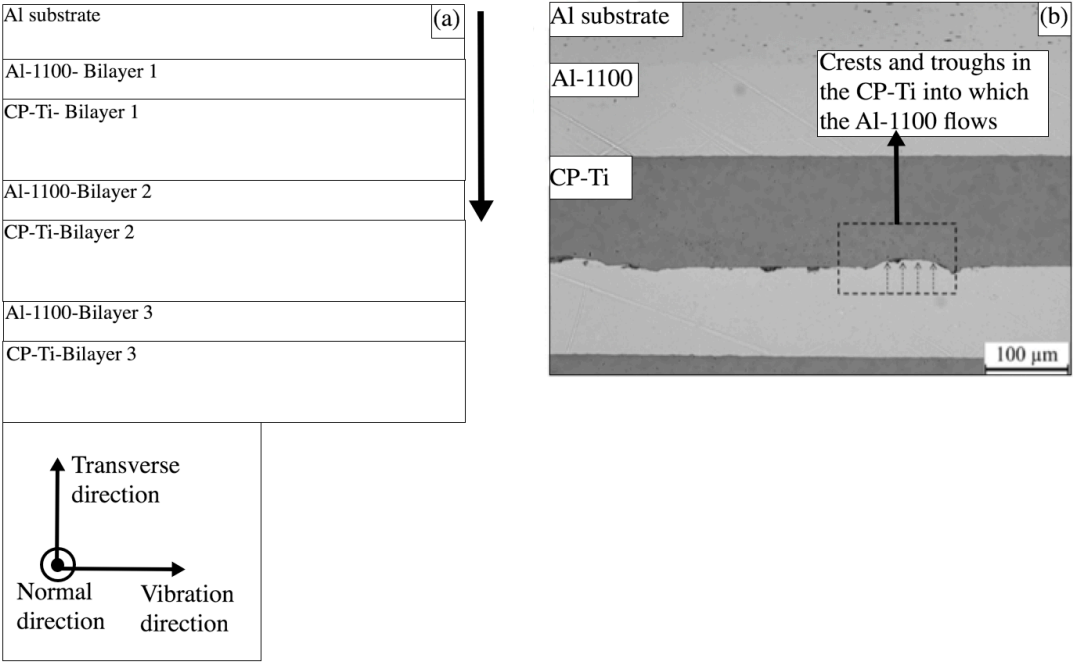 Al substrate
(a)
Al-1100- Bilayer 1
CP-Ti- Bilayer 1
Al-1100-Bilayer 2
CP-Ti-Bilayer 2
Al-1100-Bilayer 3
CP-Ti-Bilayer 3
Transverse
direction
Normal
direction
Vibration
direction
Al substrate
(b)
Al-1100
Crests and troughs in
the CP-Ti into which
the Al-1100 flows
CP-Ti
100 μm